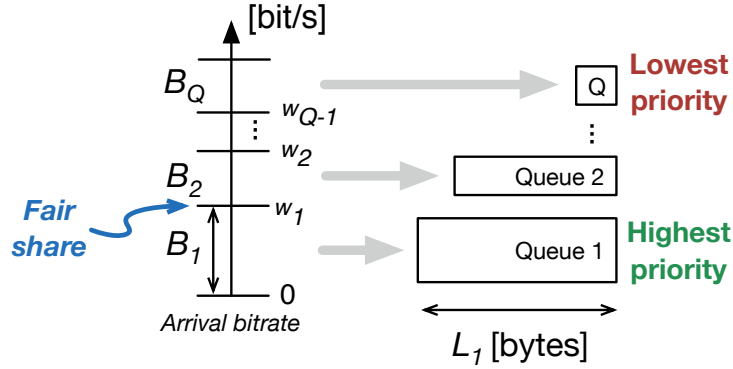 [bit/s]
B_Q
w_{Q-1}
⋮
w_2
B_2
w_1
B_1
0
Arrival bitrate
Fair
share
Q
Lowest
priority
⋮
Queue 2
Queue 1
Highest
priority
L_1 [bytes]